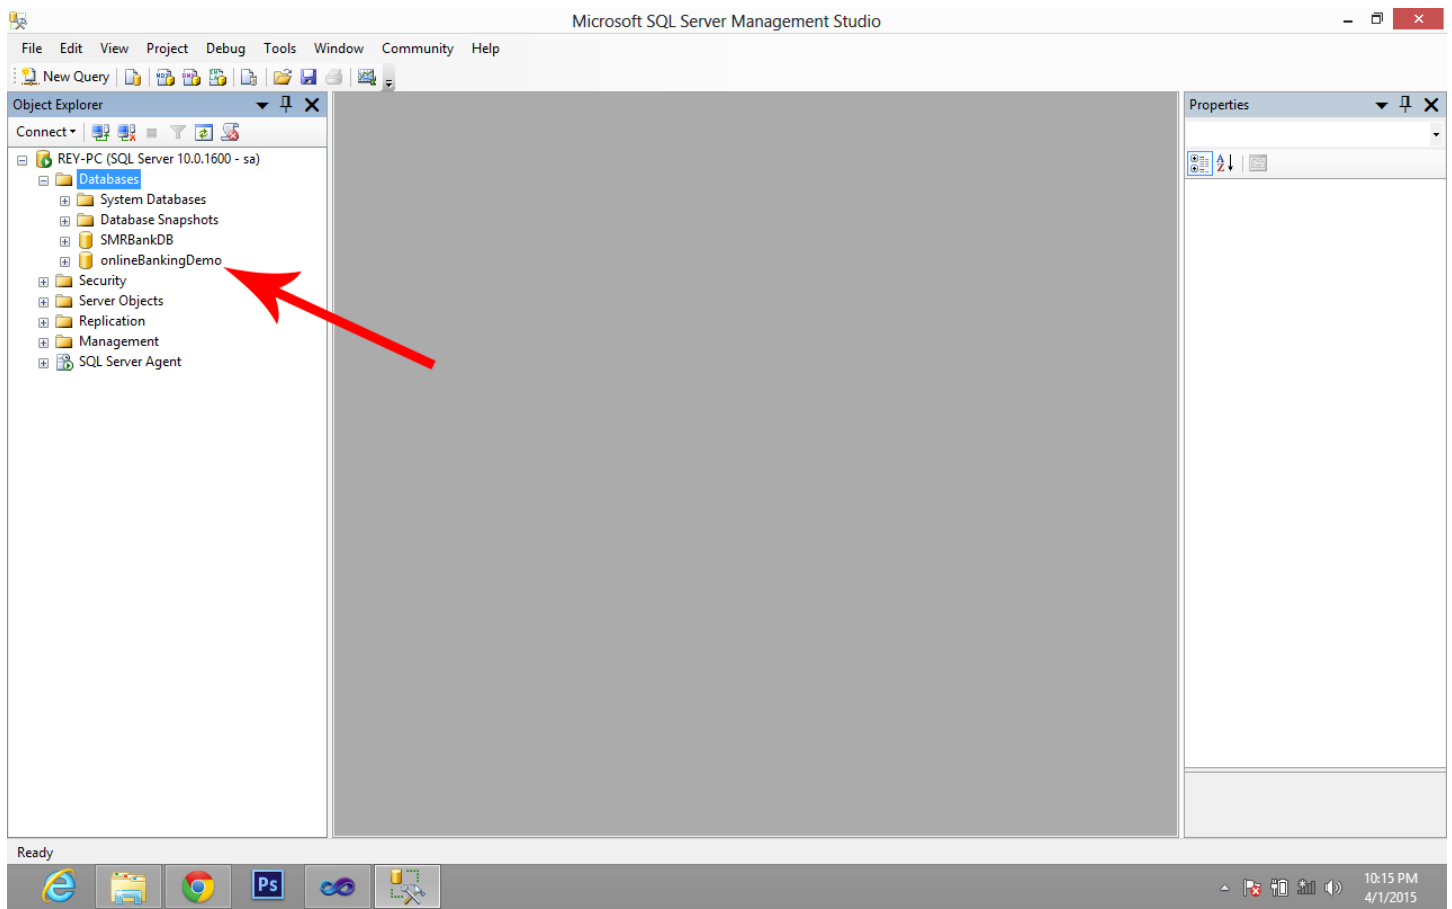 Microsoft SQL Server Management Studio
File Edit View Project Debug Tools Window Community Help
New Query
Object Explorer
Properties
Connect
REY-PC (SQL Server 10.0.1600 - sa)
Databases
System Databases
Database Snapshots
SMRBankDB
onlineBankingDemo
Security
Server Objects
Replication
Management
SQL Server Agent
Ready
Ps
10:15 PM
4/1/2015